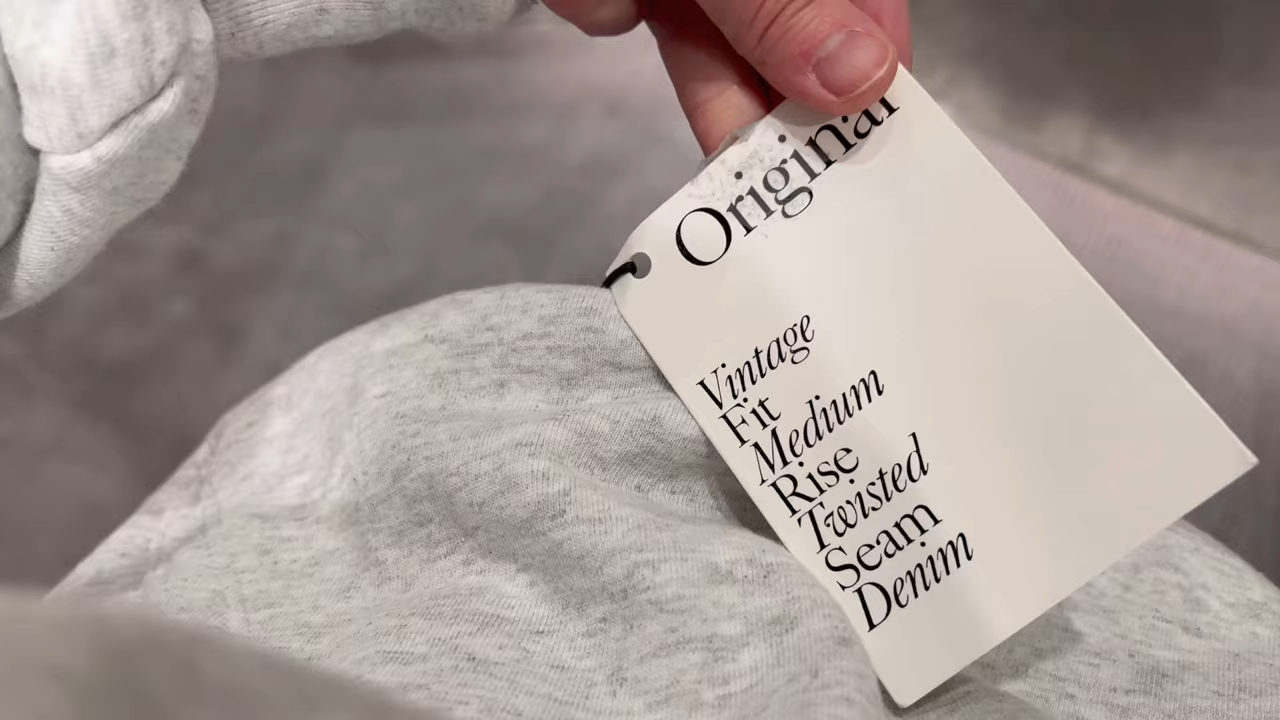 Original
Vintage
Fit
Medium
Rise
Twisted
Seam
Denim